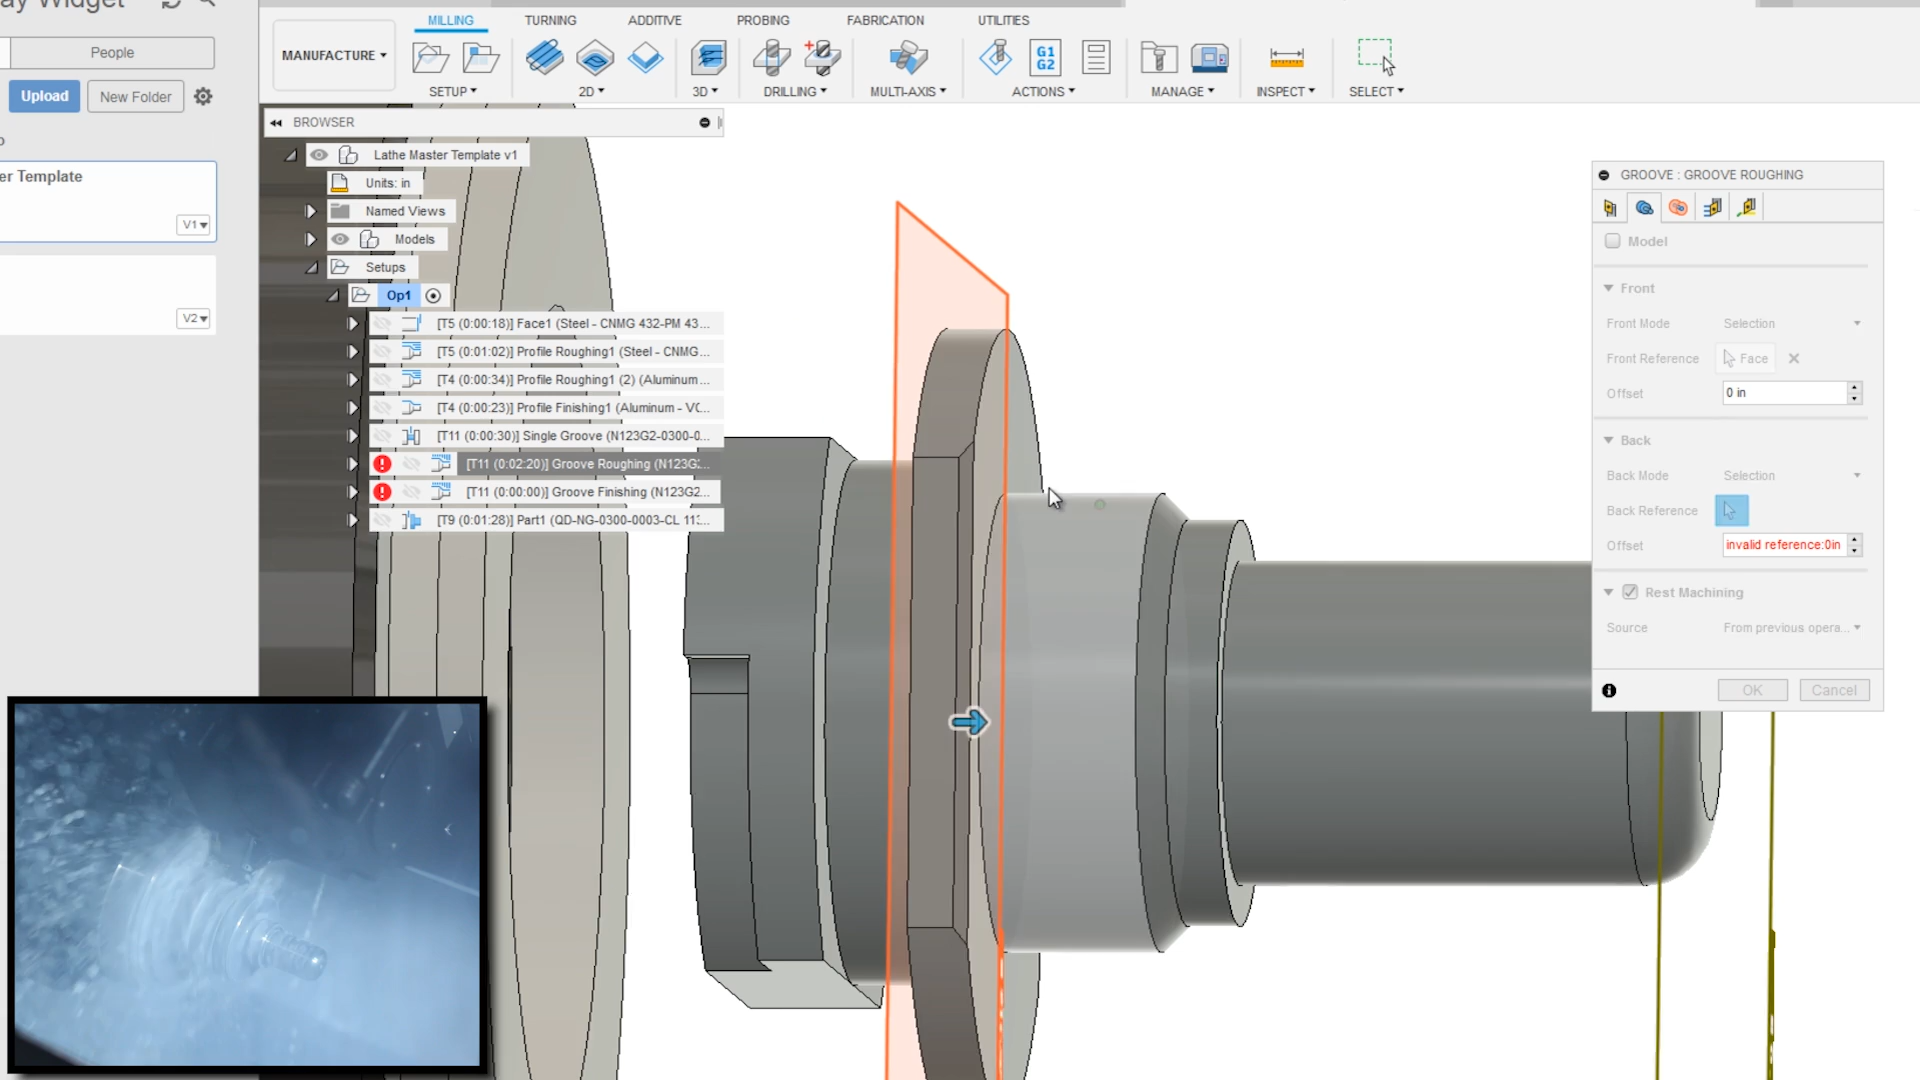 ay Widget
People
Upload
New Folder
er Template
V1
V2
MILLING
TURNING
ADDITIVE
PROBING
FABRICATION
UTILITIES
MANUFACTURE
G1
G2
SETUP
2D
3D
DRILLING
MULTI-AXIS
ACTIONS
MANAGE
INSPECT
SELECT
BROWSER
Lathe Master Template v1
Units: in
Named Views
Models
Setups
Op1
[T5 (0:00:18)] Face1 (Steel - CNMG 432-PM 43...
[T5 (0:01:02)] Profile Roughing1 (Steel - CNMG...
[T4 (0:00:34)] Profile Roughing1 (2) (Aluminum ...
[T4 (0:00:23)] Profile Finishing1 (Aluminum - VC...
[T11 (0:00:30)] Single Groove (N123G2-0300-0...
[T11 (0:02:20)] Groove Roughing (N123G...
[T11 (0:00:00)] Groove Finishing (N123G2...
[T9 (0:01:28)] Part1 (QD-NG-0300-0003-CL 11...
GROOVE : GROOVE ROUGHING
Model
Front
Front Mode Selection
Front Reference Face
Offset 0 in
Back
Back Mode Selection
Back Reference
Offset invalid reference:0in
Rest Machining
Source From previous opera...
OK Cancel